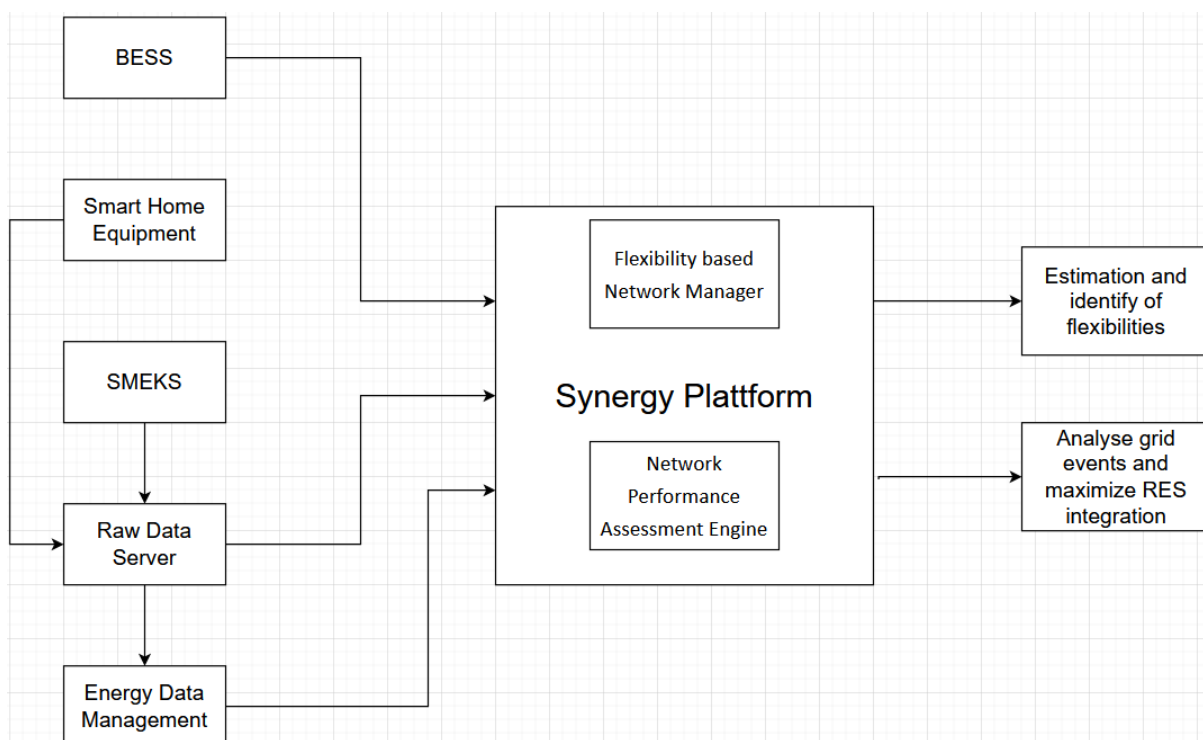 BESS
Smart Home
Equipment
SMEKS
Raw Data
Server
Energy Data
Management
Flexibility based
Network Manager
Synergy Plattform
Network
Performance
Assessment Engine
Estimation and
identify of
flexibilities
Analyse grid
events and
maximize RES
integration